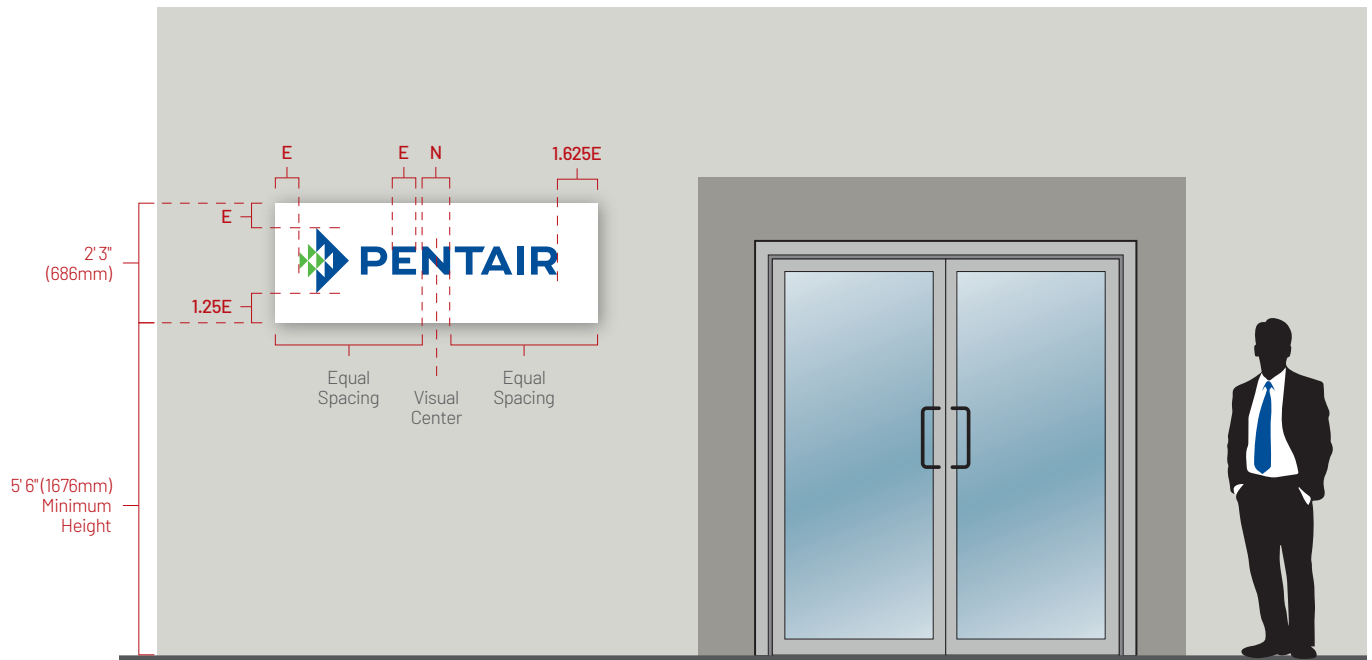 E
E N
1.625E
E
2' 3"
(686mm)
PENTAIR
1.25E
Equal
Spacing
Visual
Center
Equal
Spacing
5' 6"(1676mm)
Minimum
Height